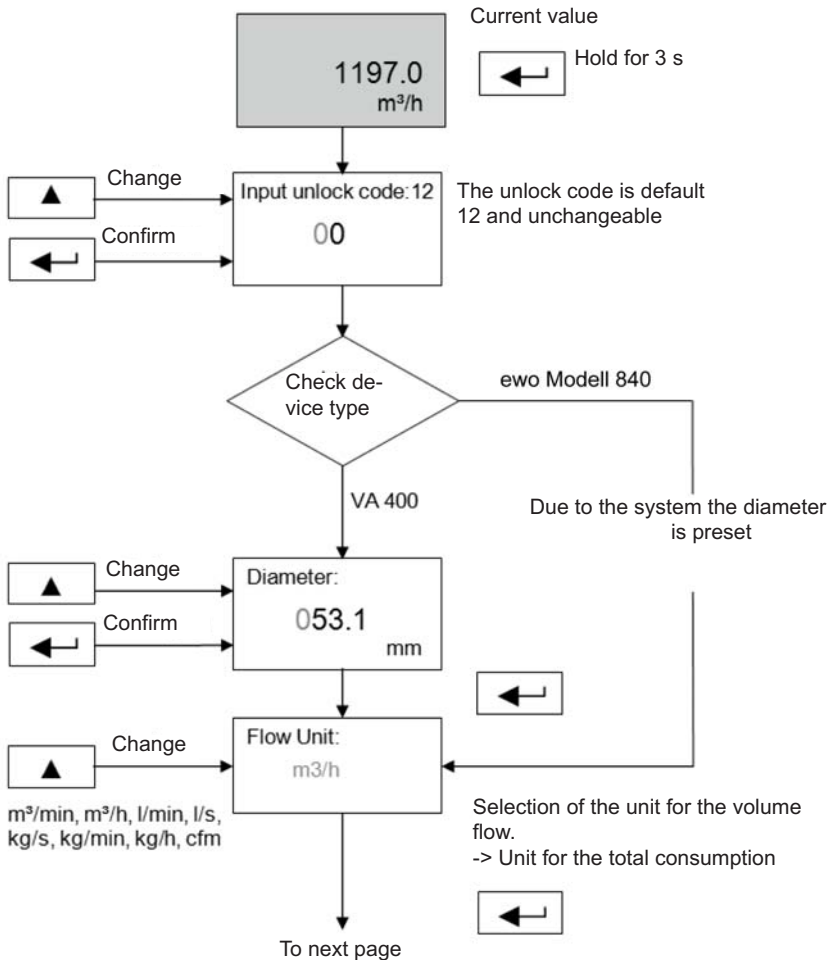 Current value
1197.0
m³/h
Hold for 3 s
Change
Input unlock code:12
00
Confirm
The unlock code is default
12 and unchangeable
Check de-
vice type
ewo Modell 840
VA 400
Due to the system the diameter
is preset
Change
Diameter:
053.1
mm
Confirm
Change
Flow Unit:
m3/h
m³/min, m³/h, l/min, l/s,
kg/s, kg/min, kg/h, cfm
Selection of the unit for the volume
flow.
-> Unit for the total consumption
To next page